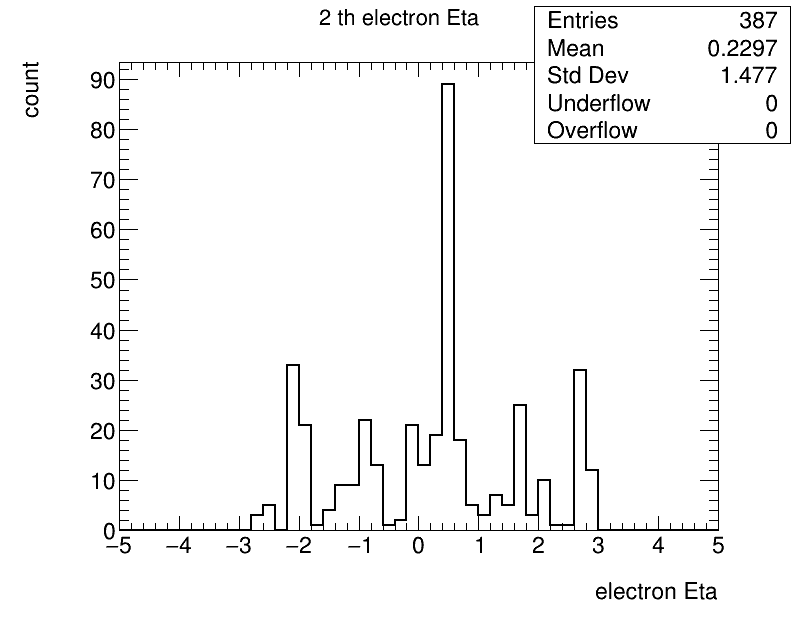 2 th electron Eta
Entries 387
Mean 0.2297
Std Dev 1.477
Underflow 0
Overflow 0
count
90
80
70
60
50
40
30
20
10
0
−5 −4 −3 −2 −1 0 1 2 3 4 5
electron Eta